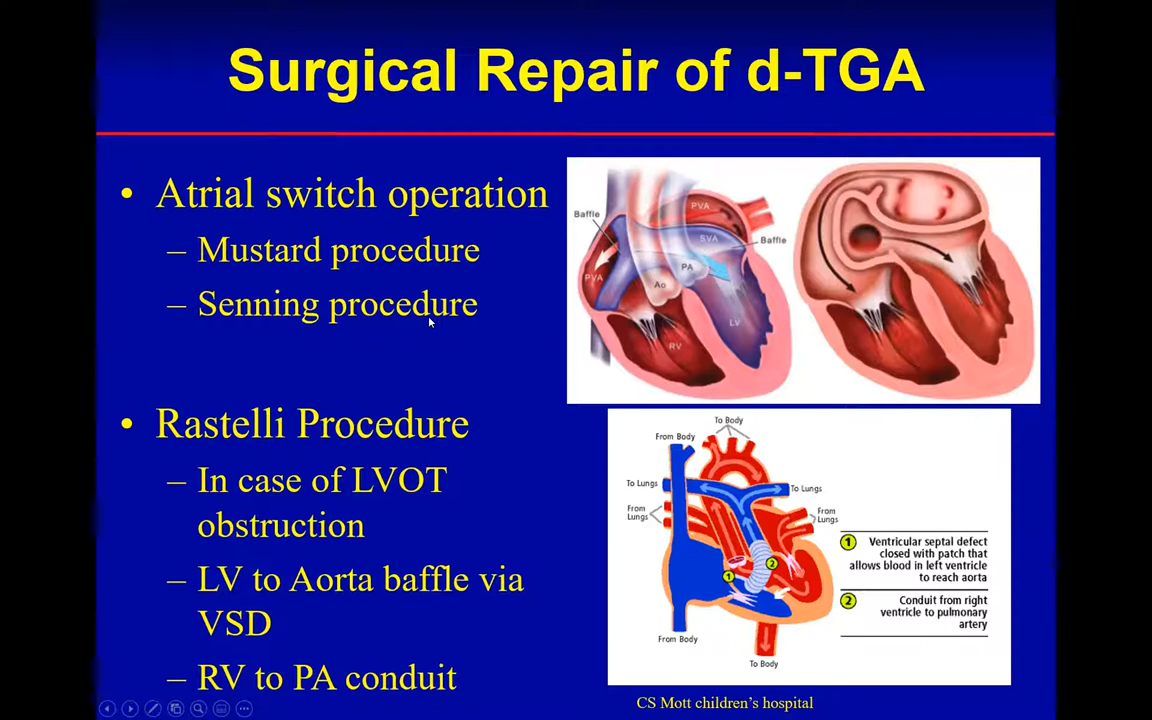 Surgical Repair of d-TGA
• Atrial switch operation
– Mustard procedure
– Senning procedure
• Rastelli Procedure
– In case of LVOT
obstruction
– LV to Aorta baffle via
VSD
– RV to PA conduit
Baffle
PVA
SVA
Baffle
PVA
PA
Ao
LV
RV
To Body
From Body
To Lungs
To Lungs
From
Lungs
From
Lungs
1
2
From Body
To Body
1 Ventricular septal defect
closed with patch that
allows blood in left ventricle
to reach aorta
2 Conduit from right
ventricle to pulmonary
artery
CS Mott children's hospital